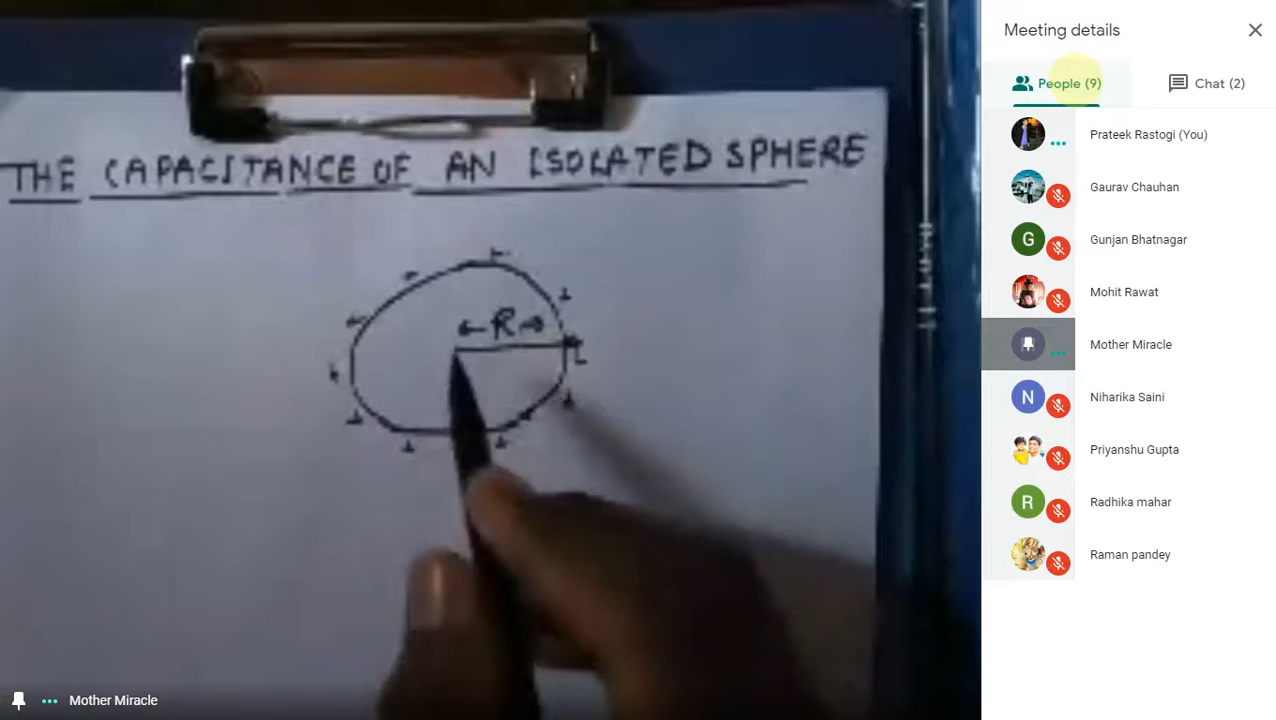 THE CAPACITANCE OF AN ISOLATED SPHERE
R
Mother Miracle
Meeting details
People (9)
Chat (2)
Prateek Rastogi (You)
Gaurav Chauhan
G Gunjan Bhatnagar
Mohit Rawat
Mother Miracle
N Niharika Saini
Priyanshu Gupta
R Radhika mahar
Raman pandey